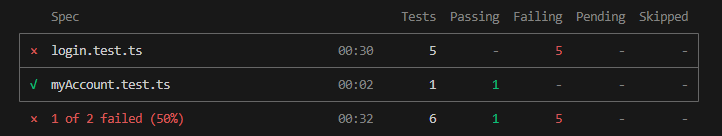 Spec Tests Passing Failing Pending Skipped
× login.test.ts 00:30 5 - 5 - -
√ myAccount.test.ts 00:02 1 1 - - -
× 1 of 2 failed (50%) 00:32 6 1 5 - -